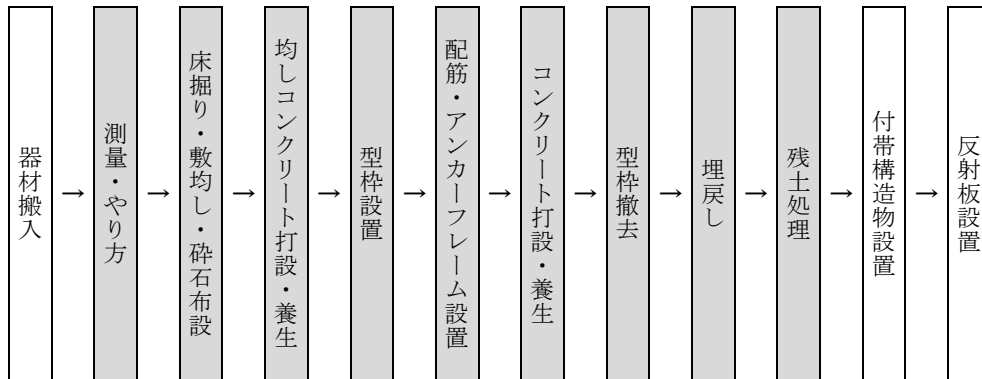 器材搬入
→
測量・やり方
→
床掘り・敷均し・砕石布設
→
均しコンクリート打設・養生
→
型枠設置
→
配筋・アンカーフレーム設置
→
コンクリート打設・養生
→
型枠撤去
→
埋戻し
→
残土処理
→
付帯構造物設置
→
反射板設置